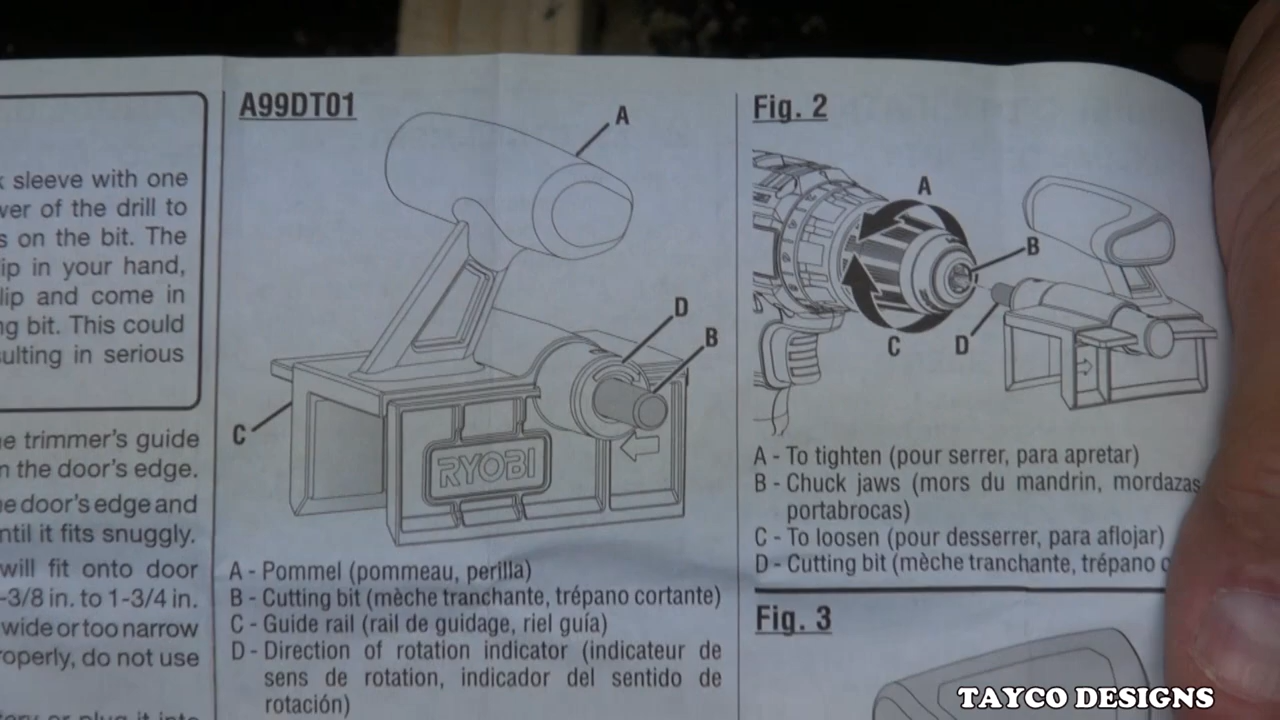 sleeve with one
of the drill to
on the bit. The
in your hand,
and come in
bit. This could
in serious
trimmer's guide
the door's edge.
door's edge and
it fits snuggly.
will fit onto door
-3/8 in. to 1-3/4 in.
wide or too narrow
do not use
A99DT01
A
D
B
C
RYOBI
A - Pommel (pommeau, perilla)
B - Cutting bit (mèche tranchante, trépano cortante)
C - Guide rail (rail de guidage, riel guía)
D - Direction of rotation indicator (indicateur de
sens de rotation, indicador del sentido de
rotación)
Fig. 2
A
B
C
D
A - To tighten (pour serrer, para apretar)
B - Chuck jaws (mors du mandrin, mordazas
portabrocas)
C - To loosen (pour desserrer, para aflojar)
D - Cutting bit (mèche tranchante, trépano
Fig. 3
TAYCO DESIGNS